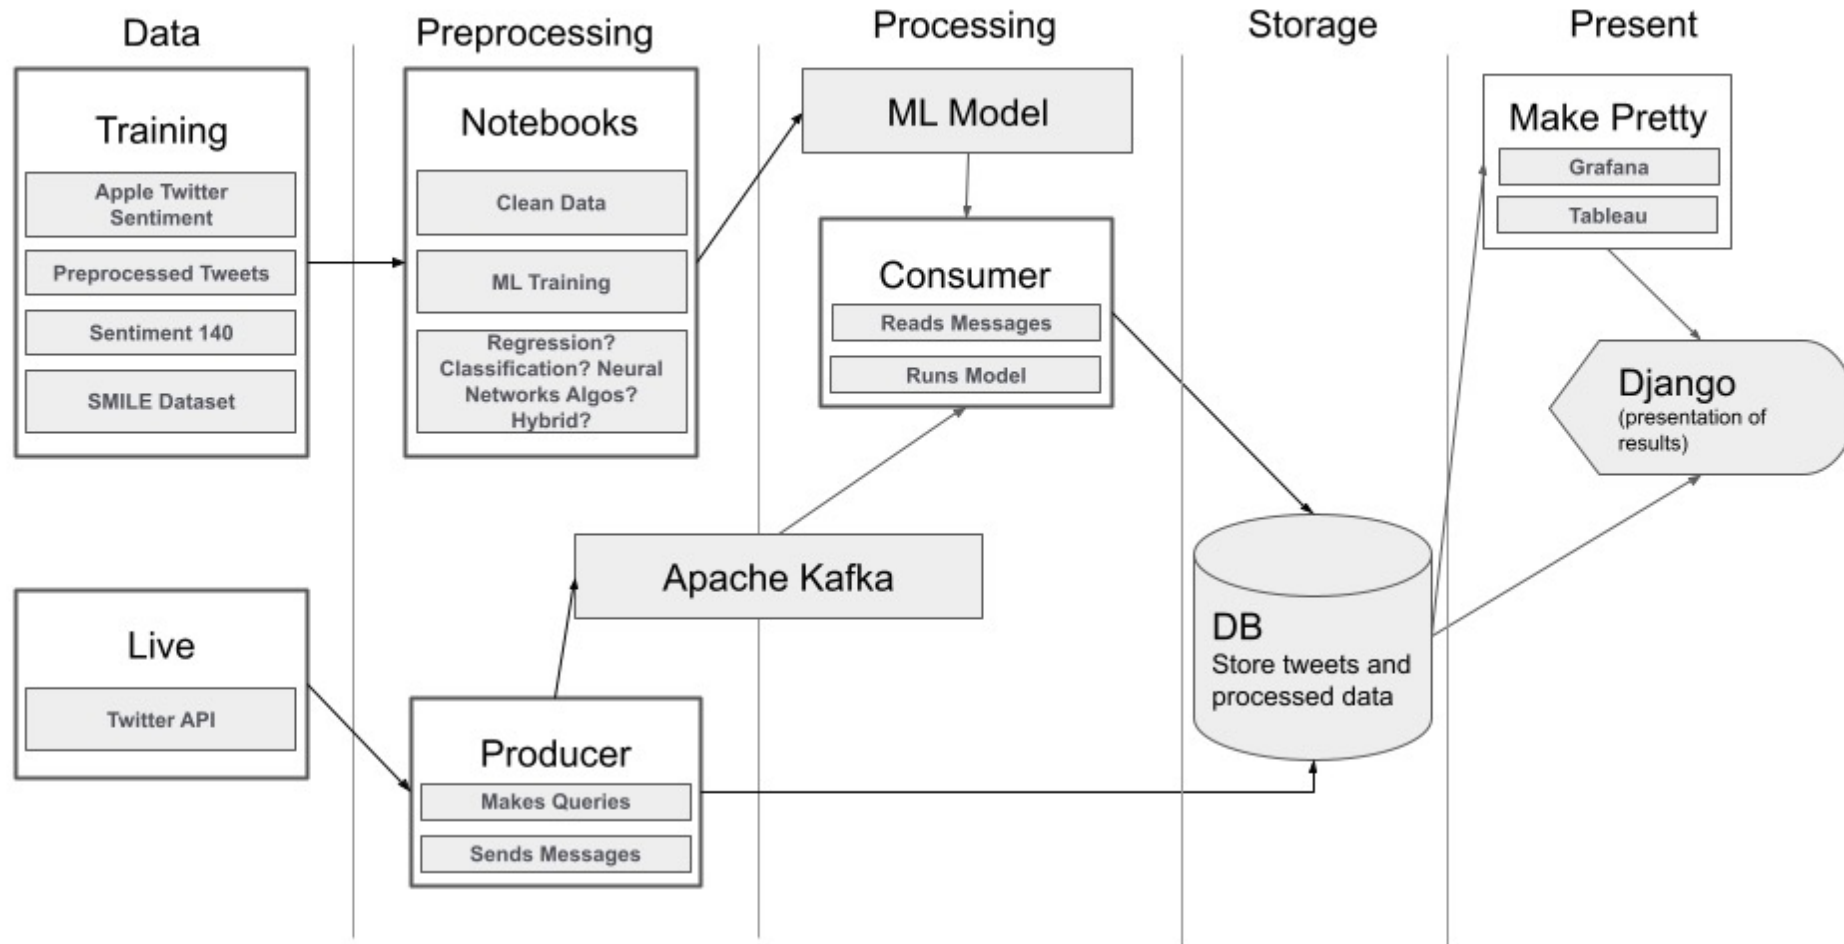 Data
Preprocessing
Processing
Storage
Present
Training
Apple Twitter
Sentiment
Preprocessed Tweets
Sentiment 140
SMILE Dataset
Notebooks
Clean Data
ML Training
Regression?
Classification? Neural
Networks Algos?
Hybrid?
ML Model
Consumer
Reads Messages
Runs Model
Make Pretty
Grafana
Tableau
Django
(presentation of
results)
Apache Kafka
Live
Twitter API
Producer
Makes Queries
Sends Messages
DB
Store tweets and
processed data